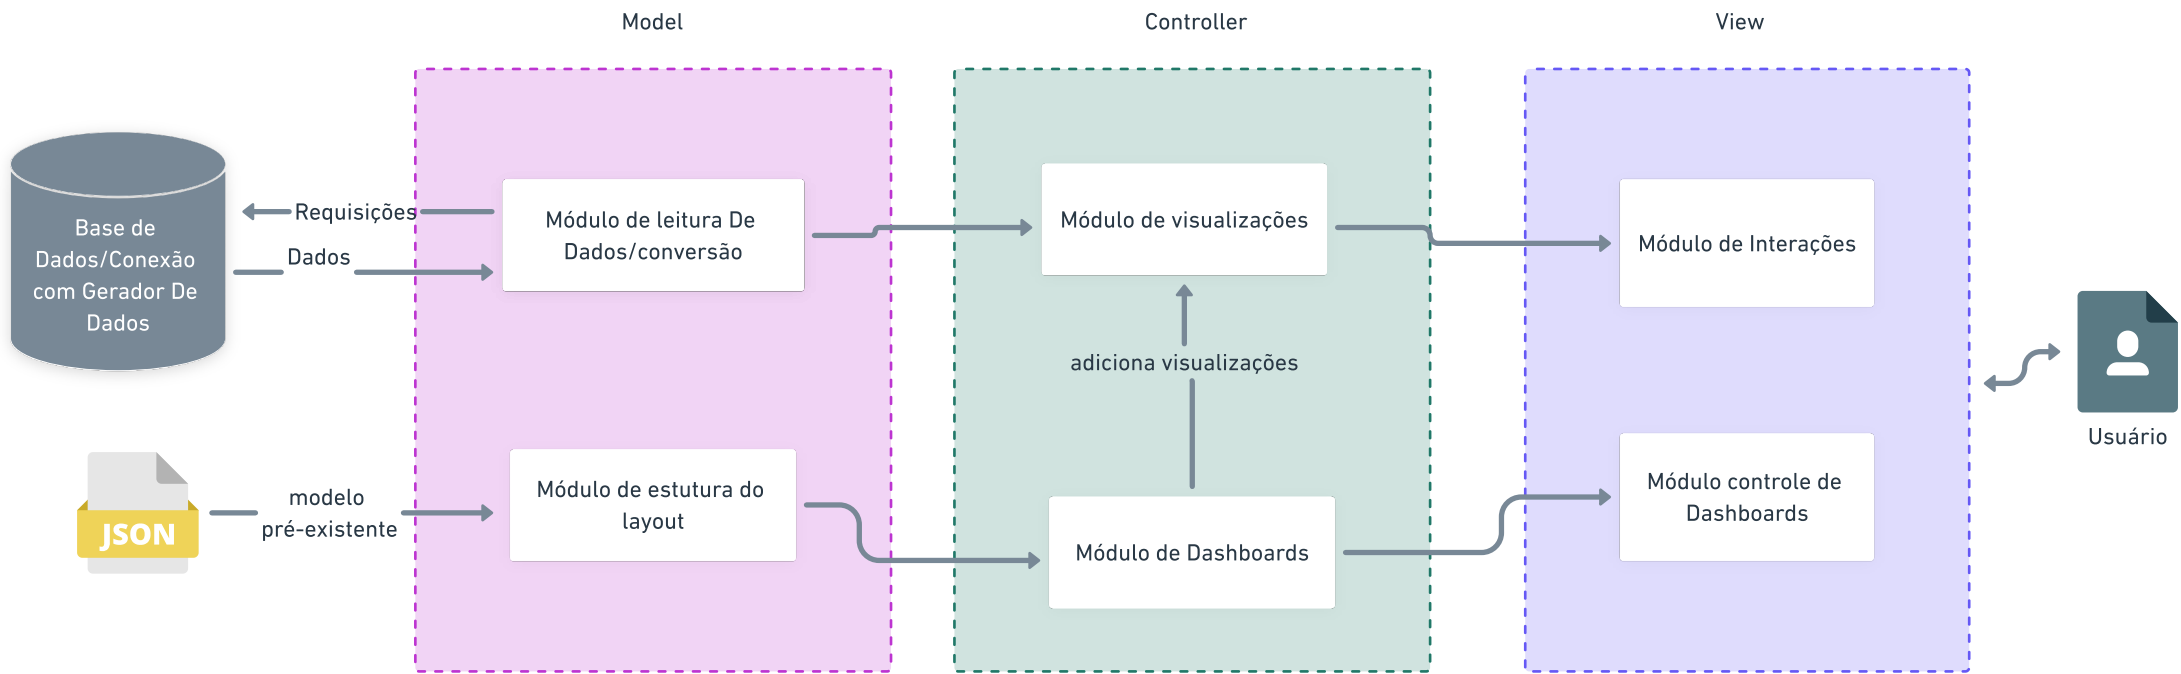 Model
Controller
View
Base de
Dados/Conexão
com Gerador De
Dados
Requisições
Dados
Módulo de leitura De
Dados/conversão
Módulo de visualizações
Módulo de Interações
adiciona visualizações
JSON
modelo
pré-existente
Módulo de estutura do
layout
Módulo de Dashboards
Módulo controle de
Dashboards
Usuário